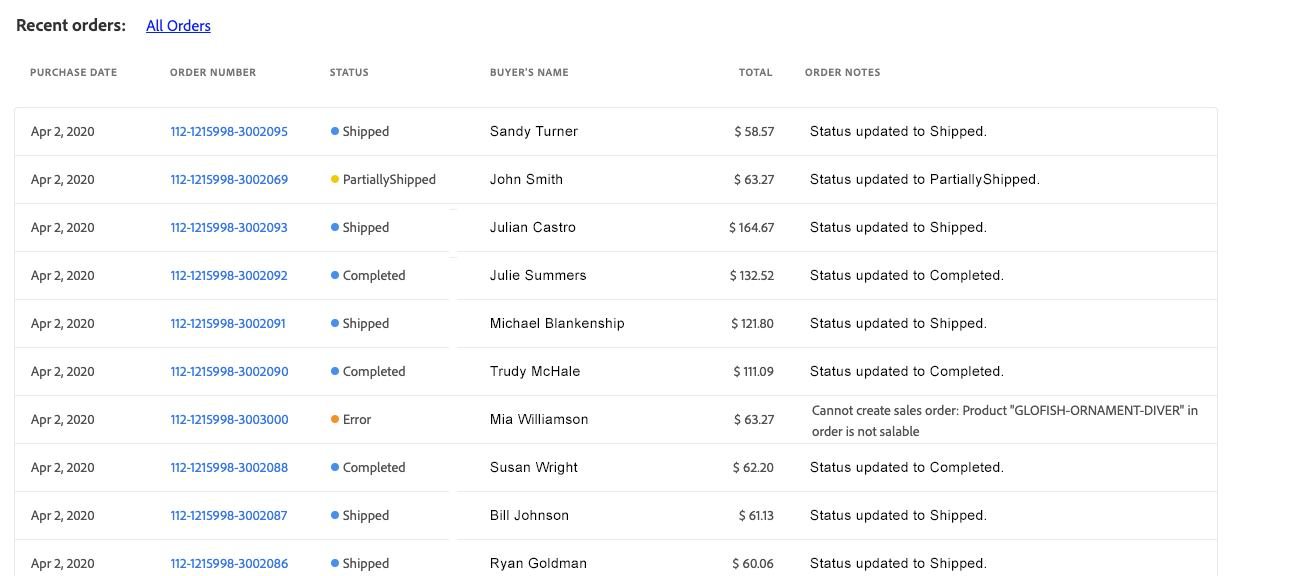 Recent orders: All Orders
PURCHASE DATE ORDER NUMBER STATUS BUYER'S NAME TOTAL ORDER NOTES
Apr 2, 2020 112-1215998-3002095 Shipped Sandy Turner $ 58.57 Status updated to Shipped.
Apr 2, 2020 112-1215998-3002069 PartiallyShipped John Smith $ 63.27 Status updated to PartiallyShipped.
Apr 2, 2020 112-1215998-3002093 Shipped Julian Castro $ 164.67 Status updated to Shipped.
Apr 2, 2020 112-1215998-3002092 Completed Julie Summers $ 132.52 Status updated to Completed.
Apr 2, 2020 112-1215998-3002091 Shipped Michael Blankenship $ 121.80 Status updated to Shipped.
Apr 2, 2020 112-1215998-3002090 Completed Trudy McHale $ 111.09 Status updated to Completed.
Apr 2, 2020 112-1215998-3003000 Error Mia Williamson $ 63.27 Cannot create sales order: Product "GLOFISH-ORNAMENT-DIVER" in
order is not salable
Apr 2, 2020 112-1215998-3002088 Completed Susan Wright $ 62.20 Status updated to Completed.
Apr 2, 2020 112-1215998-3002087 Shipped Bill Johnson $ 61.13 Status updated to Shipped.
Apr 2, 2020 112-1215998-3002086 Shipped Ryan Goldman $ 60.06 Status updated to Shipped.